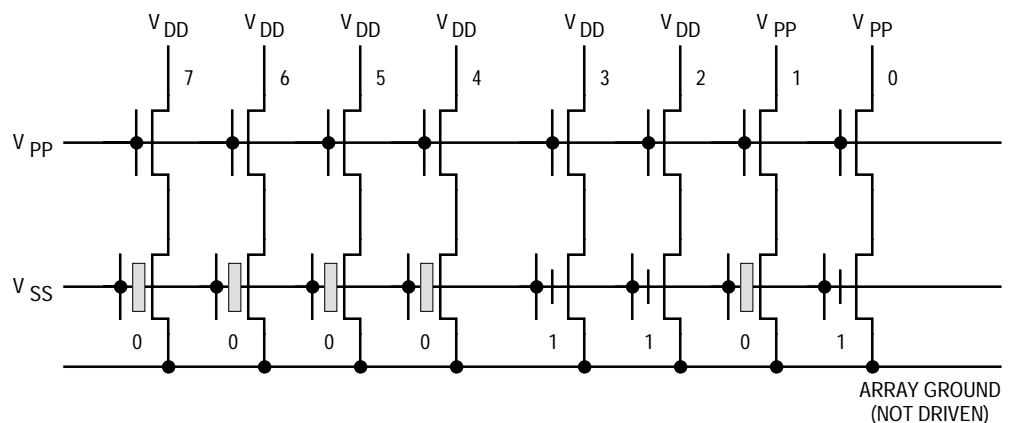 V DD V DD V DD V DD V DD V DD V PP V PP
7 6 5 4 3 2 1 0
V PP
V SS
0 0 0 0 1 1 0 1
ARRAY GROUND
(NOT DRIVEN)